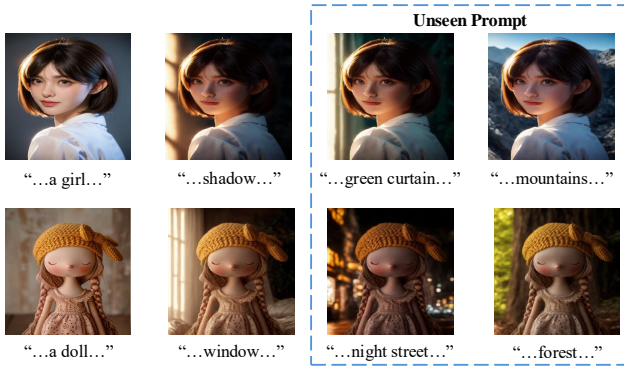 Unseen Prompt
“…a girl…”
“…shadow…”
“…green curtain…”
“…mountains…”
“…a doll…”
“…window…”
“…night street…”
“…forest…”